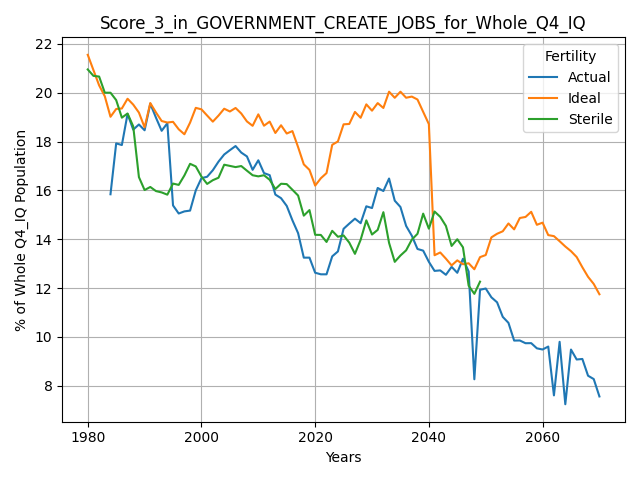 Score_3_in_GOVERNMENT_CREATE_JOBS_for_Whole_Q4_IQ
% of Whole Q4_IQ Population
22
20
18
16
14
12
10
8
Fertility
Actual
Ideal
Sterile
1980
2000
2020
2040
2060
Years